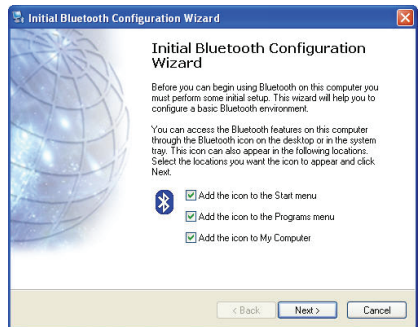 Initial Bluetooth Configuration Wizard
Initial Bluetooth Configuration
Wizard
Before you can begin using Bluetooth on this computer you
must perform some initial setup. This wizard will help you to
configure a basic Bluetooth environment.
You can access the Bluetooth features on this computer
through the Bluetooth icon on the desktop or in the system
tray. This icon can also appear in the following locations.
Select the locations you want the icon to appear and click
Next.
Add the icon to the Start menu
Add the icon to the Programs menu
Add the icon to My Computer
< Back
Next >
Cancel